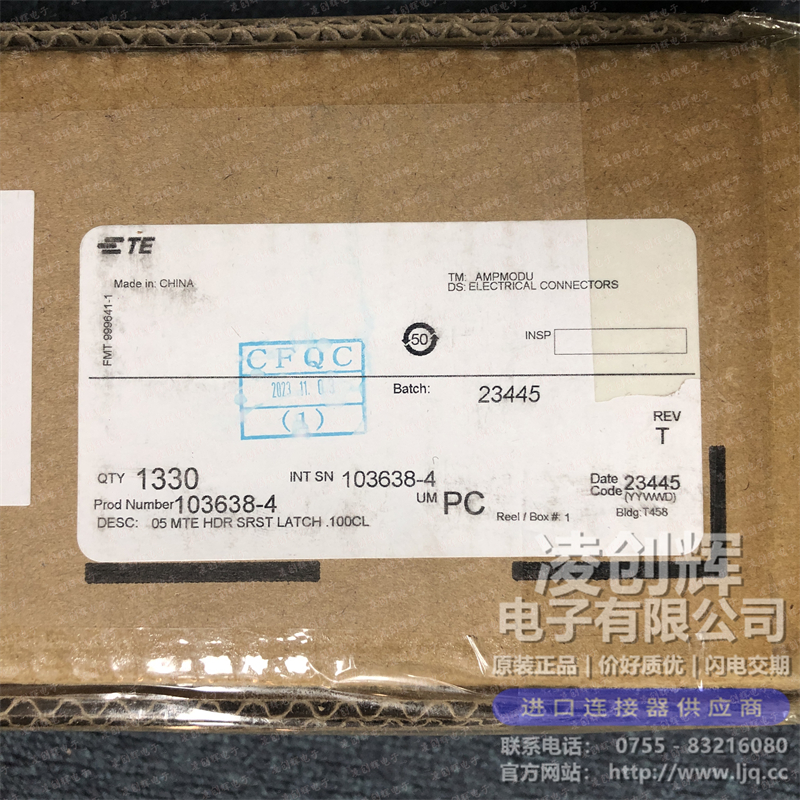 TE
Made in: CHINA
TM: AMPMODU
DS: ELECTRICAL CONNECTORS
FMT 999641-1
50
INSP
CFQC
2023 11. 0
(1)
Batch: 23445
REV
T
QTY 1330
INT SN 103638-4
Date Code 23445
(YYWWD)
Prod Number 103638-4
UM PC
Reel / Box #: 1
Bldg: T458
DESC: 05 MTE HDR SRST LATCH .100CL
凌创辉
电子有限公司
原装正品 | 价好质优 | 闪电交期
进口连接器供应商
联系电话: 0755 - 83216080
官方网站: http://www.ljq.cc